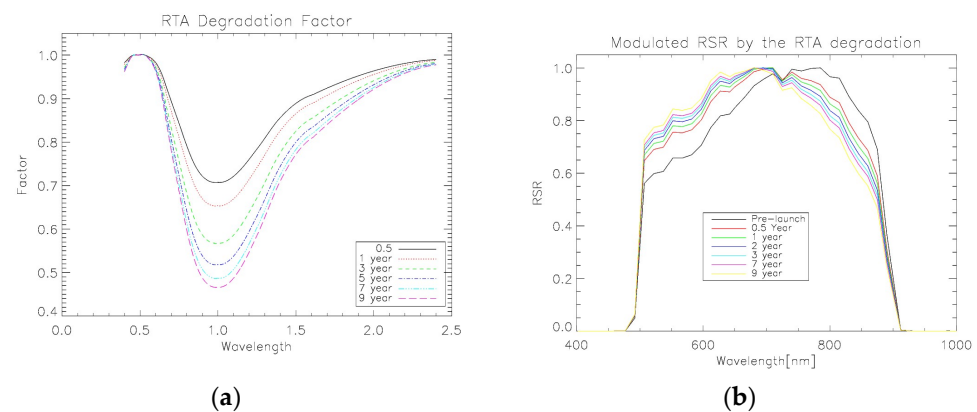 RTA Degradation Factor
1.0
0.9
0.8
0.7
0.6
0.5
0.4
Factor
0.5
1 year
3 year
5 year
7 year
9 year
0.0 0.5 1.0 1.5 2.0 2.5
Wavelength
(a)
Modulated RSR by the RTA degradation
1.0
0.8
0.6
0.4
0.2
0.0
RSR
Pre-launch
0.5 Year
1 year
2 year
3 year
7 year
9 year
400 600 800 1000
Wavelength[nm]
(b)